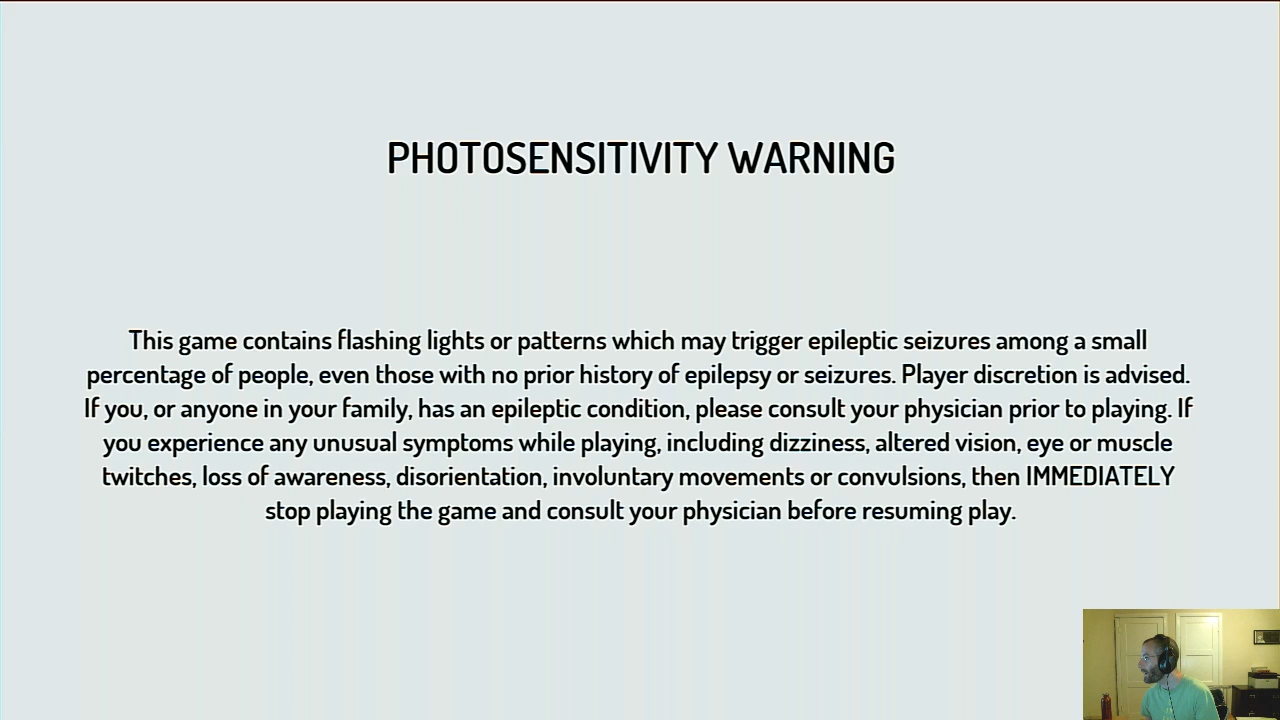 PHOTOSENSITIVITY WARNING
This game contains flashing lights or patterns which may trigger epileptic seizures among a small
percentage of people, even those with no prior history of epilepsy or seizures. Player discretion is advised.
If you, or anyone in your family, has an epileptic condition, please consult your physician prior to playing. If
you experience any unusual symptoms while playing, including dizziness, altered vision, eye or muscle
twitches, loss of awareness, disorientation, involuntary movements or convulsions, then IMMEDIATELY
stop playing the game and consult your physician before resuming play.